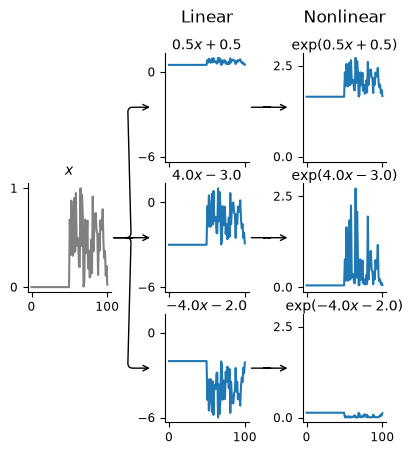 Linear Nonlinear
0.5x + 0.5 exp(0.5x + 0.5)
0 2.5
−6 0.0
x 4.0x − 3.0 exp(4.0x − 3.0)
1 0 2.5
0 −6 0.0
0 100
−4.0x − 2.0 exp(−4.0x − 2.0)
0 2.5
−6 0.0
0 100 0 100